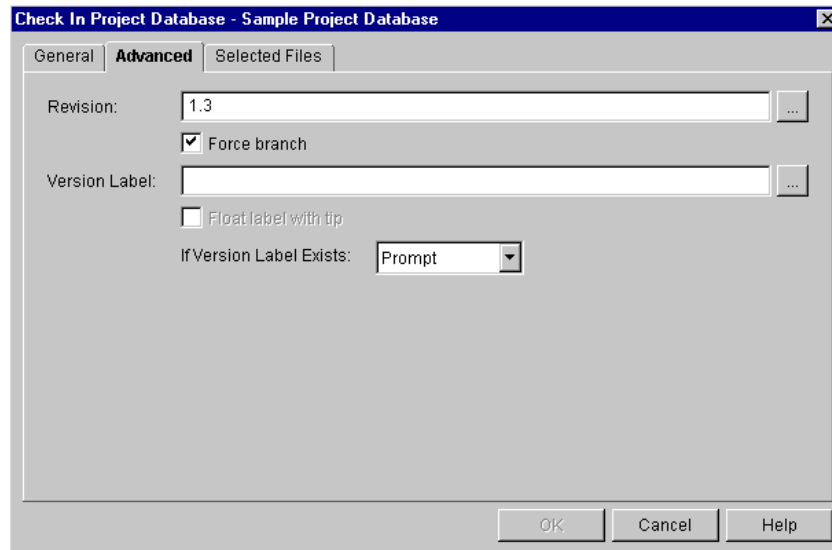 Check In Project Database - Sample Project Database
General Advanced Selected Files
Revision: 1.3 ...
Force branch
Version Label: ...
Float label with tip
If Version Label Exists: Prompt
OK Cancel Help